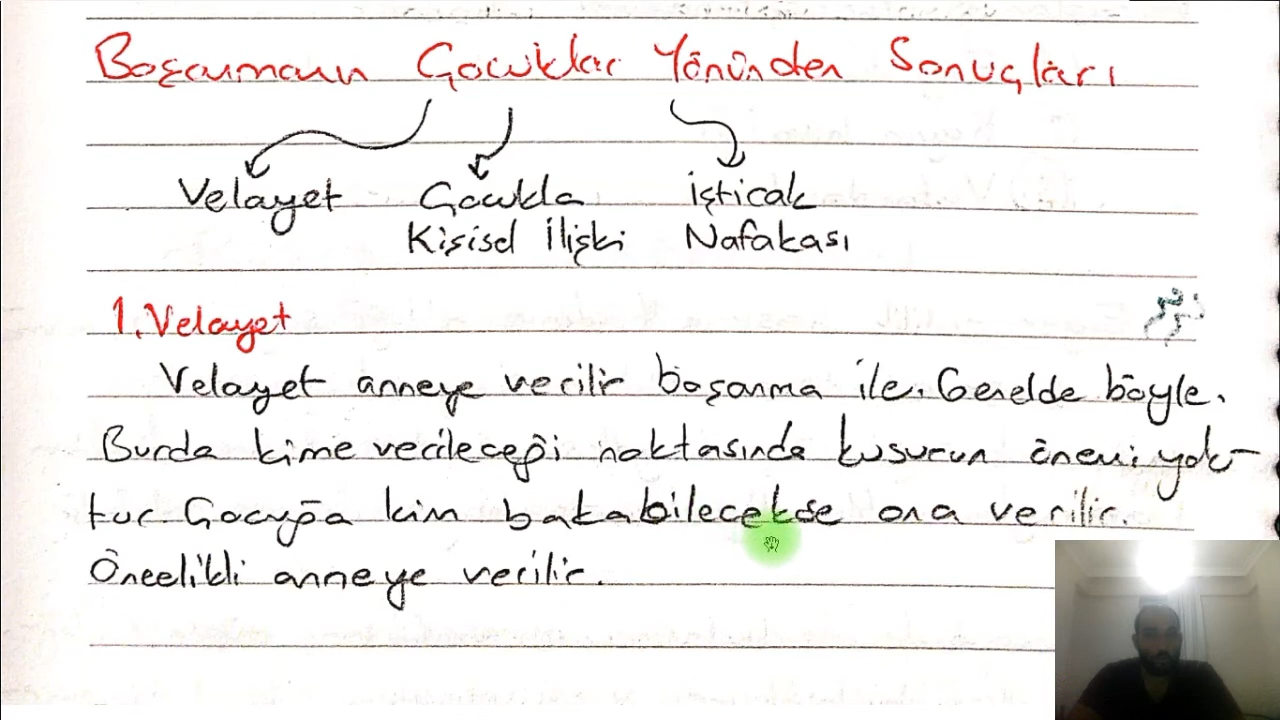 Boşanmanın Çocuklar Yönünden Sonuçları
Velayet Çocukla İştirak
Kişisel İlişki Nafakası
1. Velayet
Velayet anneye verilir boşanma ile. Genelde böyle.
Burda kime verileceği noktasında kusurun önemi yok-
tur. Çocuğa kim bakabilecekse ona verilir.
Öncelikli anneye verilir.